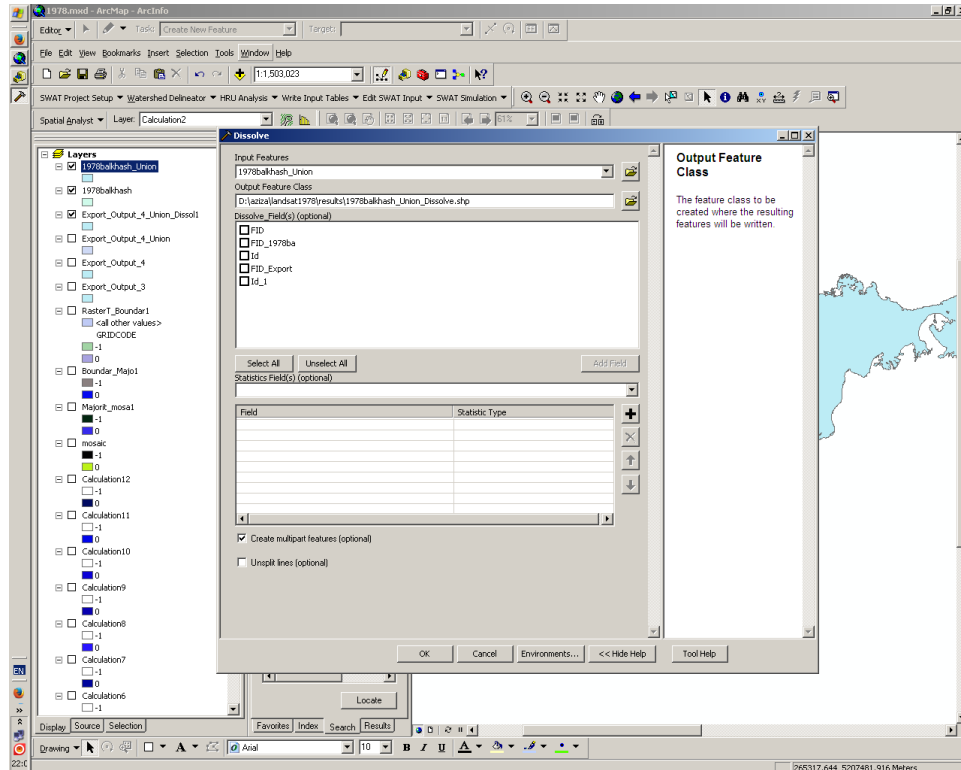 1978.mxd - ArcMap - ArcInfo
Editor Task: Create New Feature Target:
File Edit View Bookmarks Insert Selection Tools Window Help
1:1,503,023
SWAT Project Setup Watershed Delineator HRU Analysis Write Input Tables Edit SWAT Input SWAT Simulation
Spatial Analyst Layer: Calculation2 61%
Layers
1978balkhash_Union
1978balkhash
Export_Output_4_Union_Dissol1
Export_Output_4_Union
Export_Output_4
Export_Output_3
RasterT_Boundar1
<all other values>
GRIDCODE
-1
0
Boundar_Majo1
-1
0
Majorit_mosa1
-1
0
mosaic
-1
0
Calculation12
-1
0
Calculation11
-1
0
Calculation10
-1
0
Calculation9
-1
0
Calculation8
-1
0
Calculation7
-1
0
Calculation6
-1
Display Source Selection
Dissolve
Input Features
1978balkhash_Union
Output Feature Class
D:\aziza\landsat1978\results\1978balkhash_Union_Dissolve.shp
Dissolve_Field(s) (optional)
FID
FID_1978ba
Id
FID_Export
Id_1
Select All Unselect All Add Field
Statistics Field(s) (optional)
Field Statistic Type
Create multipart features (optional)
Unsplit lines (optional)
OK Cancel Environments... << Hide Help Tool Help
Output Feature
Class
The feature class to be
created where the resulting
features will be written.
Locate
Favorites Index Search Results
Drawing A Arial 10 B I U A
EN
22:0
265317,644 5207481,916 Meters